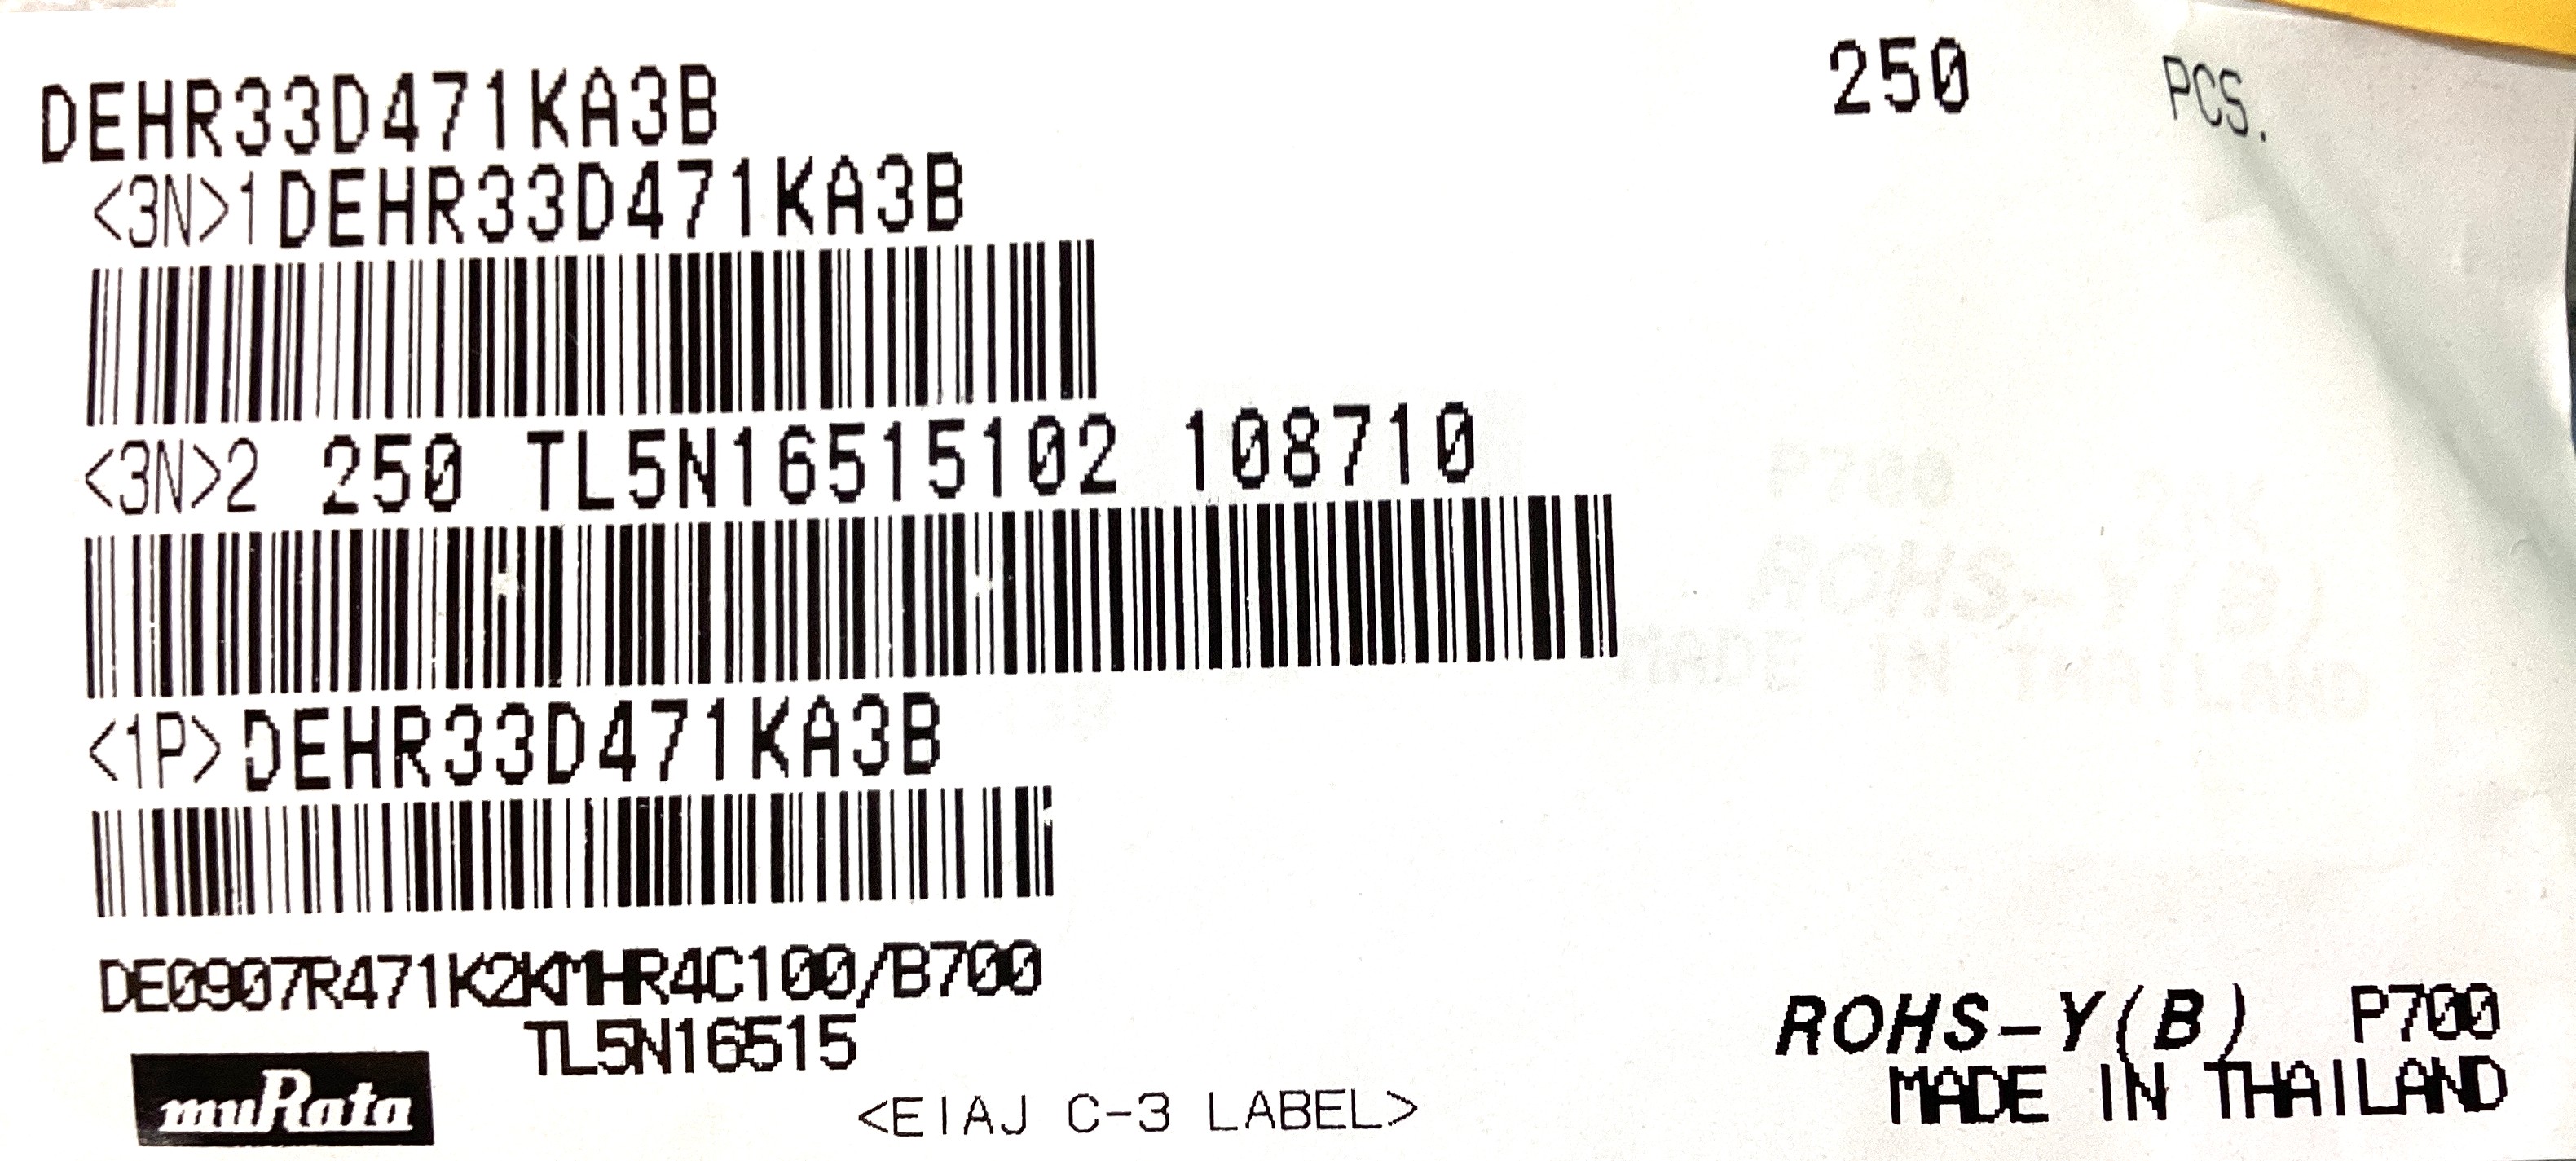 DEHR33D471KA3B 250 PCS.
<3N>1DEHR33D471KA3B
<3N>2 250 TL5N16515102 108710
<1P>DEHR33D471KA3B
DE0907R471K2KMHR4C100/B700
TL5N16515
ROHS-Y(B) P700
MADE IN THAILAND
muRata
<EIAJ C-3 LABEL>